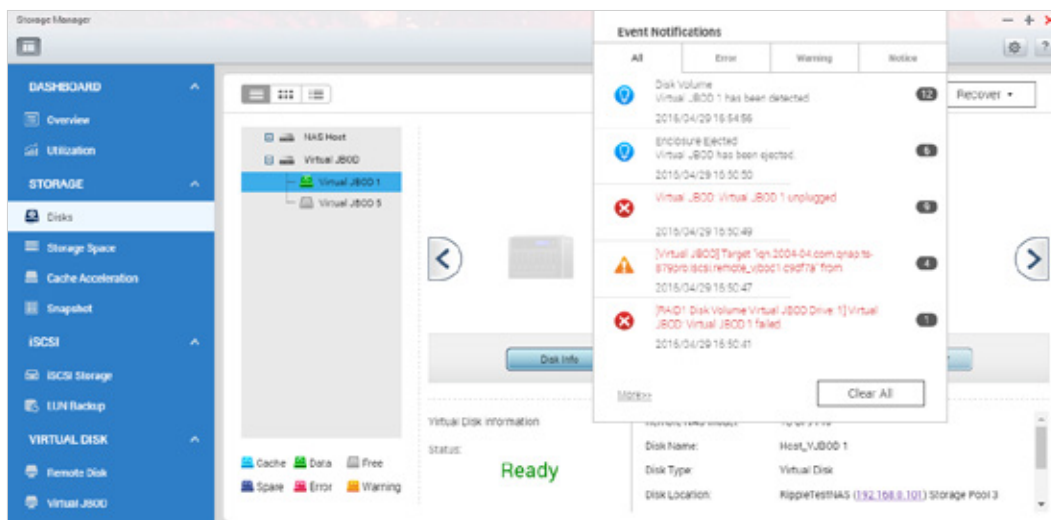 Storage Manager
DASHBOARD
Overview
Utilization
STORAGE
Disks
Storage Space
Cache Acceleration
Snapshot
iSCSI
iSCSI Storage
LUN Backup
VIRTUAL DISK
Remote Disk
Virtual JBOD
NAS Host
Virtual JBOD
Virtual JBOD 1
Virtual JBOD 5
Cache Data Free
Spare Error Warning
Recover
Disk Info
Virtual Disk Information
Status:
Ready
Event Notifications
All Error Warning Notice
Disk Volume
Virtual JBOD 1 has been detected
12
2016/04/29 16:54:56
Enclosure Ejected
Virtual JBOD has been ejected.
6
2016/04/29 16:50:50
Virtual JBOD: Virtual JBOD 1 unplugged
9
2016/04/29 16:50:49
[Virtual JBOD] Target "iqn.2004-04.com.qnap:ts-
879pro:iscsi.remote_vjbod1.c9df7a" from
4
2016/04/29 16:50:47
[RAID1 Disk Volume Virtual JBOD Drive: 1] Virtual
JBOD: Virtual JBOD 1 failed.
1
2016/04/29 16:50:41
More>>
Clear All
Disk Name: Host_VJBOD 1
Disk Type: Virtual Disk
Disk Location: RippleTestNAS (192.168.0.101) Storage Pool 3